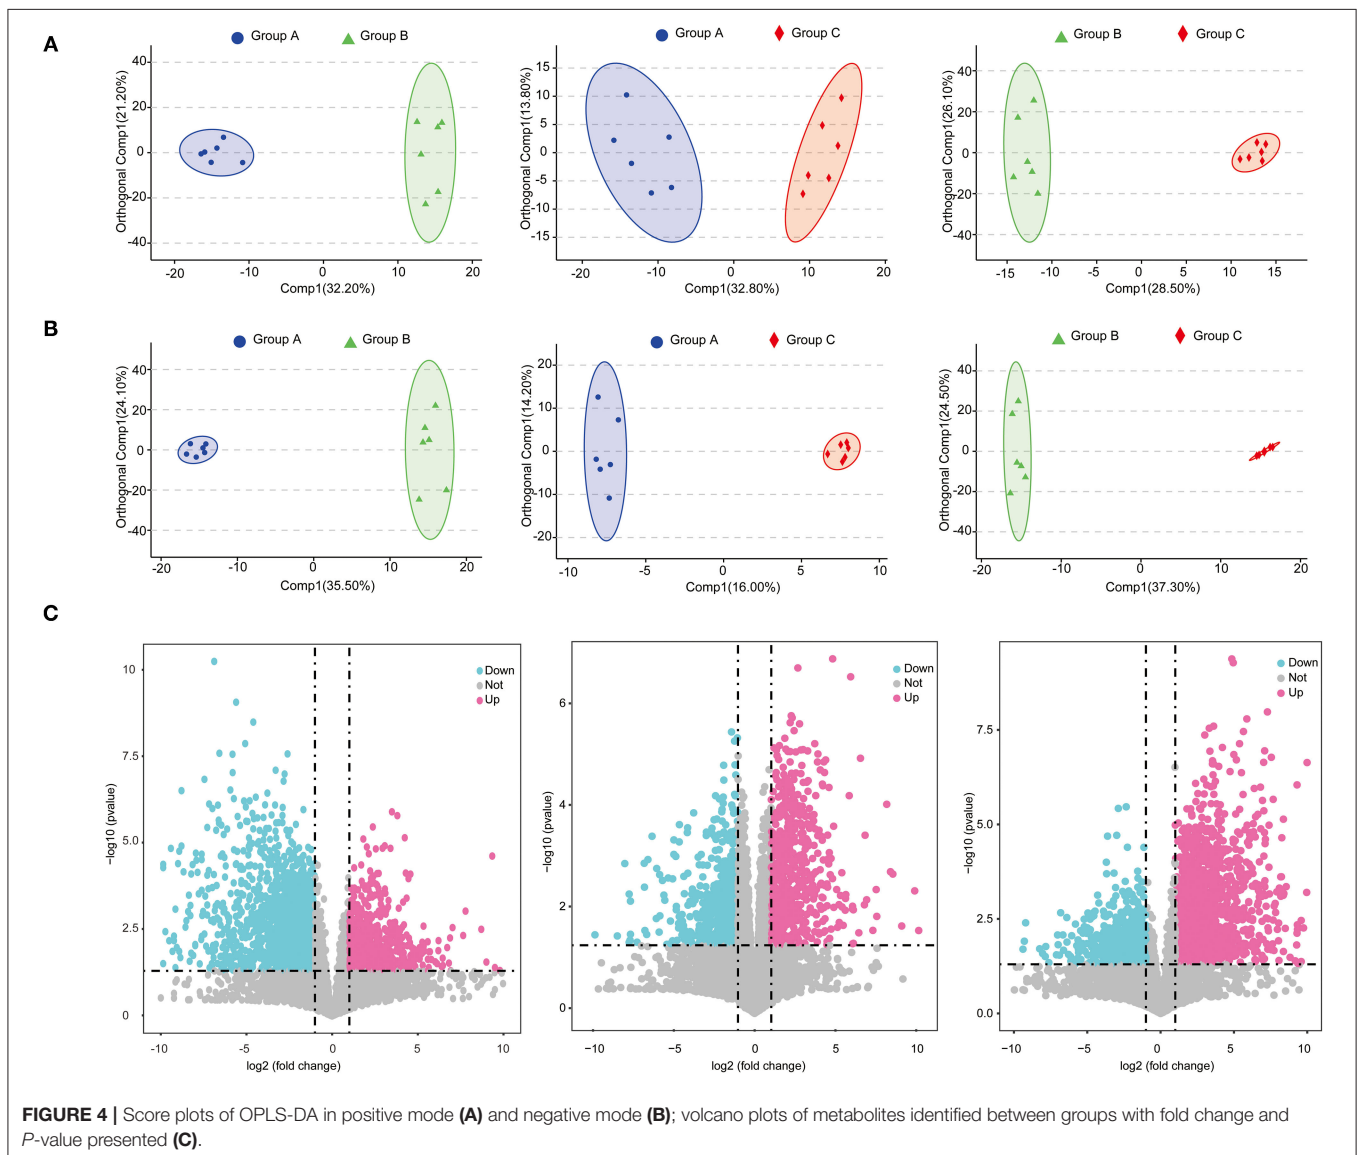 A
Group A
Group B
Orthogonal Comp1(21.20%)
40
20
0
-20
-40
-20
-10
0
10
20
Comp1(32.20%)
Group A
Group C
Orthogonal Comp1(13.80%)
15
10
5
0
-5
-10
-15
-20
-10
0
10
20
Comp1(32.80%)
Group B
Group C
Orthogonal Comp1(26.10%)
40
20
0
-20
-40
-15
-10
-5
0
5
10
15
Comp1(28.50%)
B
Group A
Group B
Orthogonal Comp1(24.10%)
40
20
0
-20
-40
-20
-10
0
10
20
Comp1(35.50%)
Group A
Group C
Orthogonal Comp1(14.20%)
20
10
0
-10
-20
-10
-5
0
5
10
Comp1(16.00%)
Group B
Group C
Orthogonal Comp1(24.50%)
40
20
0
-20
-40
-20
-10
0
10
20
Comp1(37.30%)
C
Down
Not
Up
−log10 (pvalue)
10
7.5
5.0
2.5
0
-10
-5
0
5
10
log2 (fold change)
Down
Not
Up
−log10 (pvalue)
6
4
2
0
−10
−5
0
5
10
log2 (fold change)
Down
Not
Up
−log10 (pvalue)
7.5
5.0
2.5
0.0
−10
−5
0
5
10
log2 (fold change)
FIGURE 4 | Score plots of OPLS-DA in positive mode (A) and negative mode (B); volcano plots of metabolites identified between groups with fold change and
P-value presented (C).